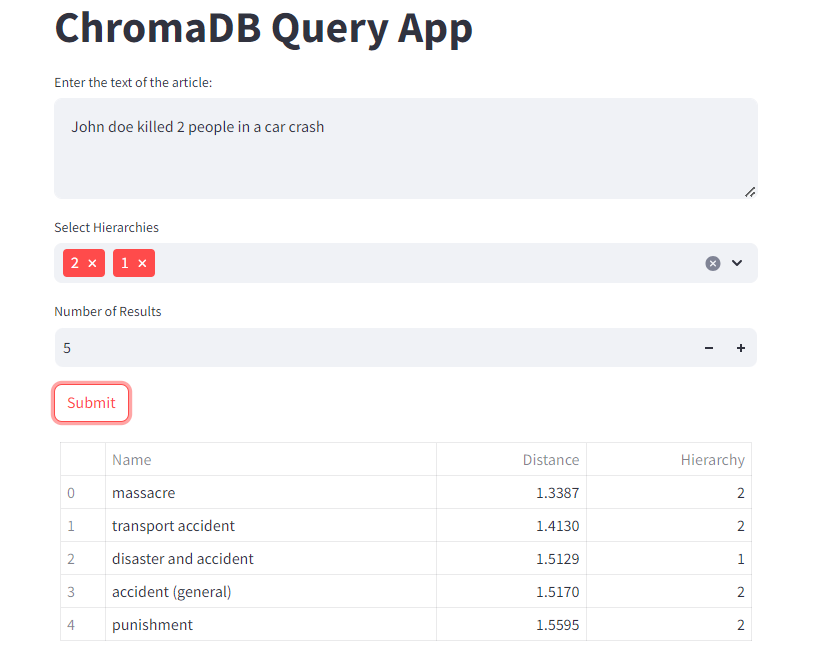 ChromaDB Query App
Enter the text of the article:
John doe killed 2 people in a car crash
Select Hierarchies
2 × 1 ×
Number of Results
5 − +
Submit
Name Distance Hierarchy
0 massacre 1.3387 2
1 transport accident 1.4130 2
2 disaster and accident 1.5129 1
3 accident (general) 1.5170 2
4 punishment 1.5595 2